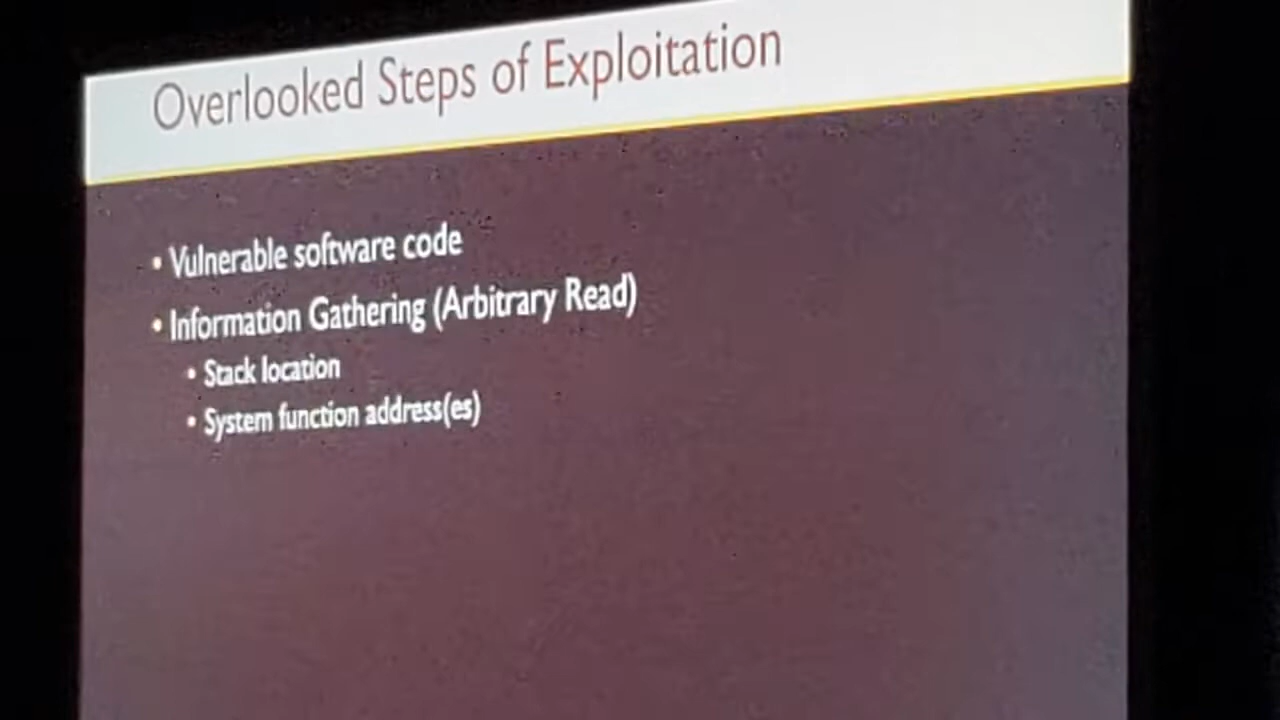 Overlooked Steps of Exploitation
• Vulnerable software code
• Information Gathering (Arbitrary Read)
• Stack location
• System function address(es)